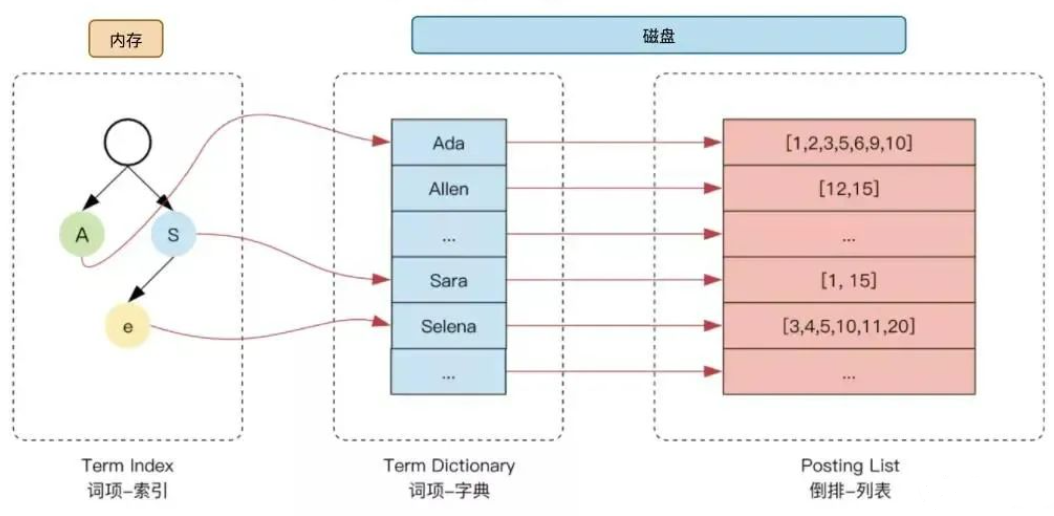 内存
磁盘
A
S
e
Ada
Allen
...
Sara
Selena
...
[1,2,3,5,6,9,10]
[12,15]
...
[1, 15]
[3,4,5,10,11,20]
...
Term Index
词项-索引
Term Dictionary
词项-字典
Posting List
倒排-列表